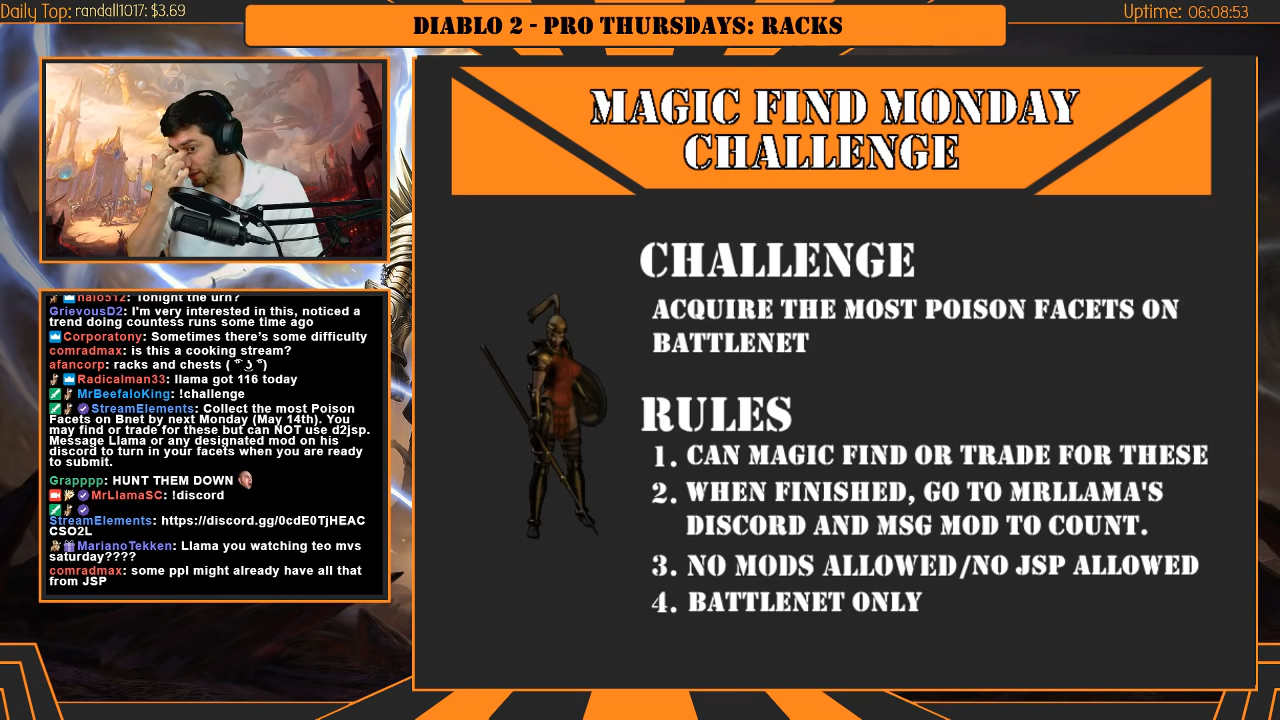 Daily Top: randall1017: $3.69
DIABLO 2 - PRO THURSDAYS: RACKS
Uptime: 06:08:53
MAGIC FIND MONDAY
CHALLENGE
CHALLENGE
ACQUIRE THE MOST POISON FACETS ON
BATTLENET
RULES
1. CAN MAGIC FIND OR TRADE FOR THESE
2. WHEN FINISHED, GO TO MRLLAMA'S
DISCORD AND MSG MOD TO COUNT.
3. NO MODS ALLOWED/NO JSP ALLOWED
4. BATTLENET ONLY
halo512: Tonight the urn?
GrievousD2: I'm very interested in this, noticed a
trend doing countess runs some time ago
Corporatony: Sometimes there's some difficulty
comradmax: is this a cooking stream?
afancorp: racks and chests ( ͡° ͜ʖ ͡°)
Radicalman33: llama got 116 today
MrBeefaloKing: !challenge
StreamElements: Collect the most Poison
Facets on Bnet by next Monday (May 14th). You
may find or trade for these but can NOT use d2jsp.
Message Llama or any designated mod on his
discord to turn in your facets when you are ready
to submit.
Grapppp: HUNT THEM DOWN
MrLlamaSC: !discord
StreamElements: https://discord.gg/0cdE0TjHEAC
CSO2L
MarianoTekken: Llama you watching teo mvs
saturday????
comradmax: some ppl might already have all that
from JSP